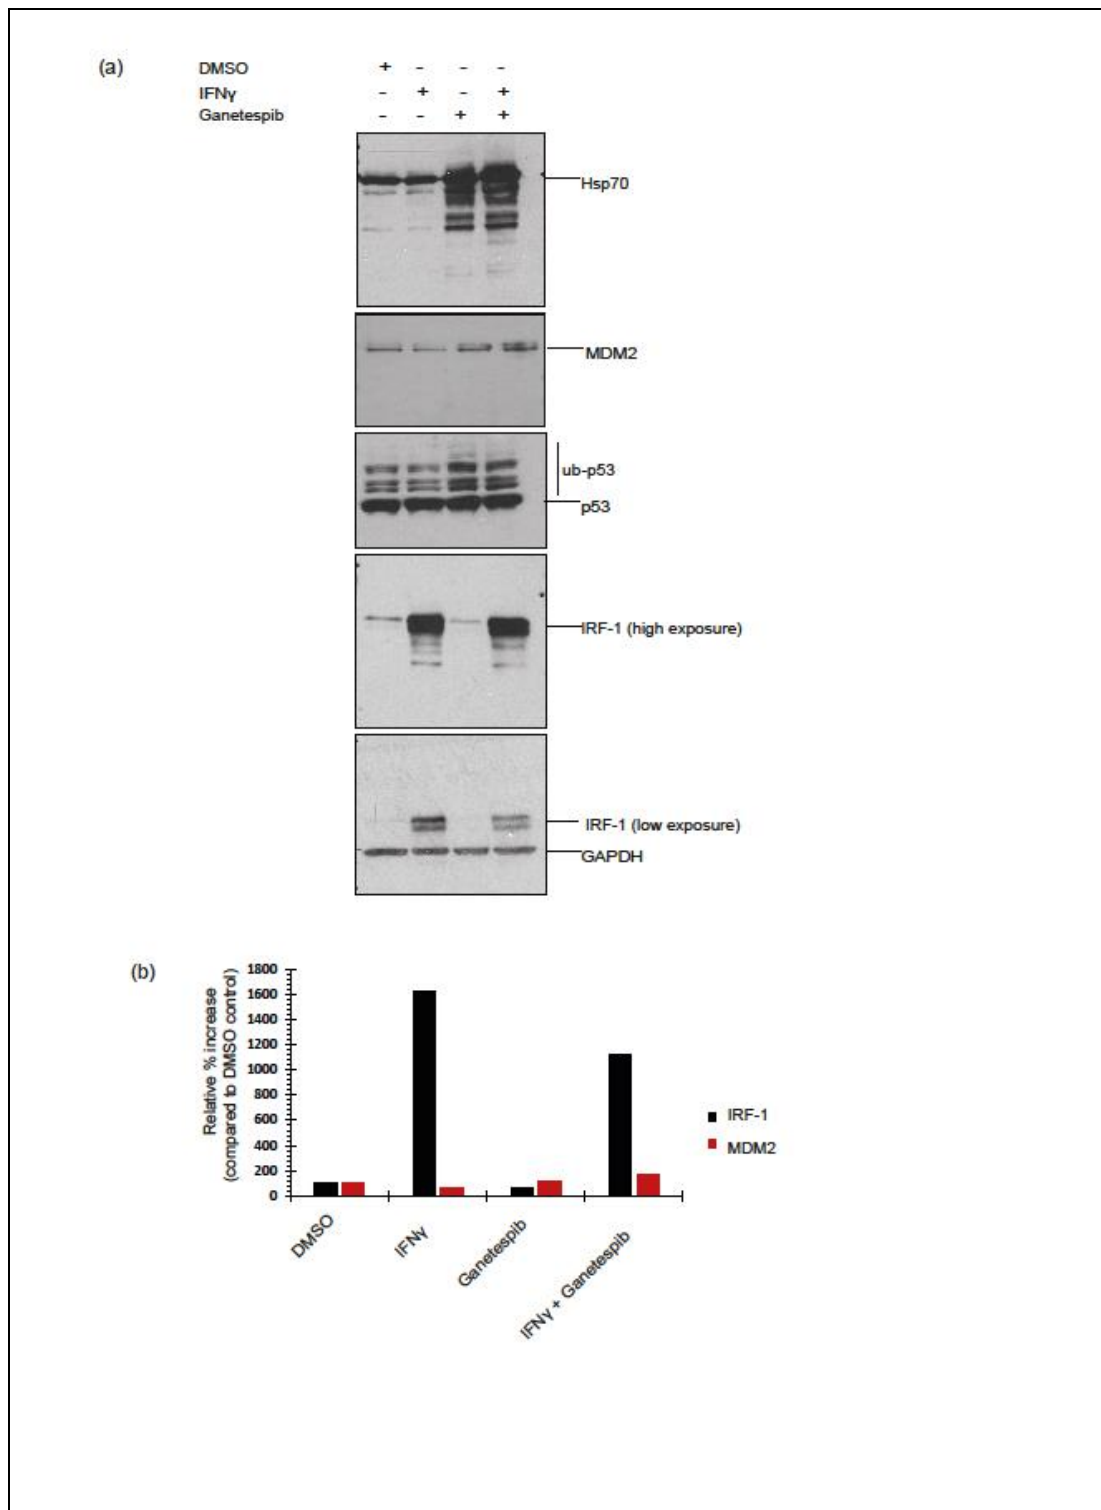 (a)
DMSO + - - -
IFNγ - + - +
Ganetespib - - + +
Hsp70
MDM2
ub-p53
p53
IRF-1 (high exposure)
IRF-1 (low exposure)
GAPDH
(b)
Relative % increase
(compared to DMSO control)
1800
1600
1400
1200
1000
800
600
400
200
0
DMSO
IFNγ
Ganetespib
IFNγ + Ganetespib
IRF-1
MDM2